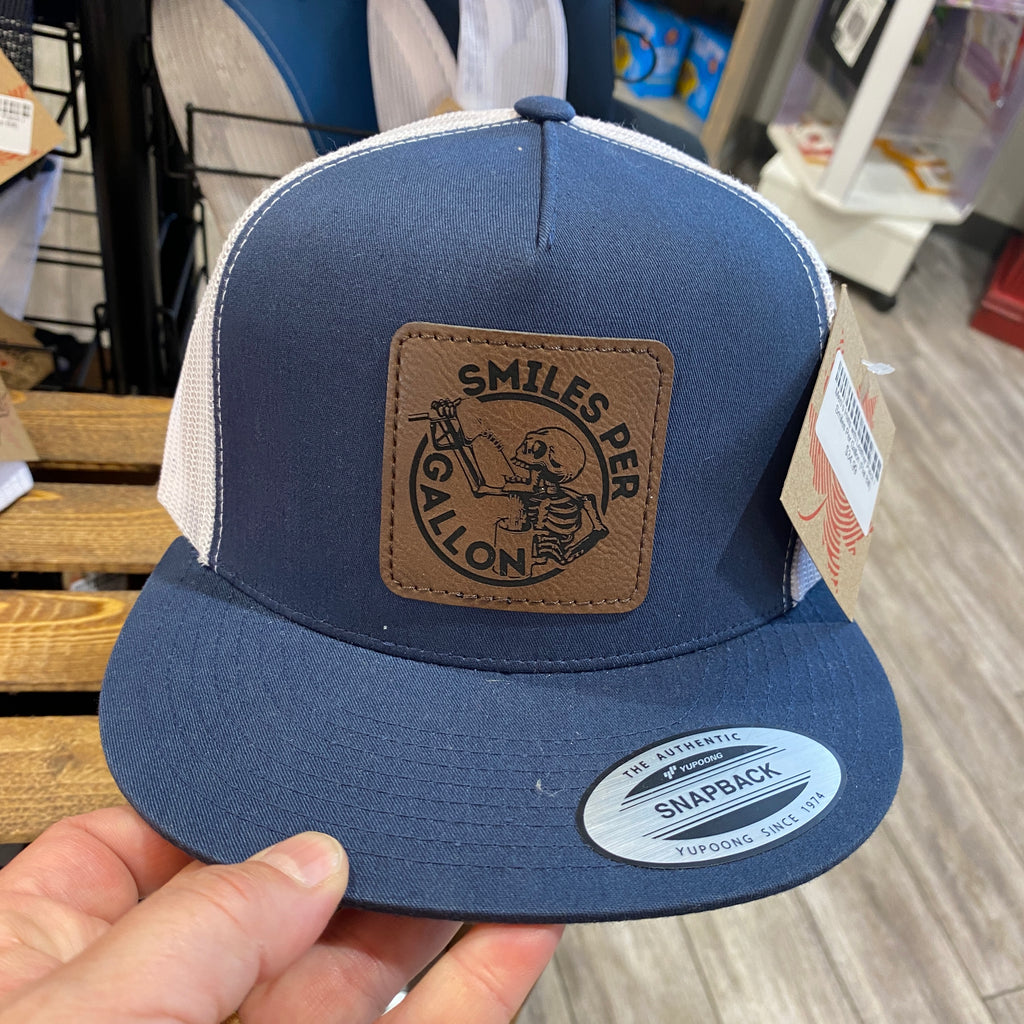 SMILES PER
GALLON
THE AUTHENTIC
YUPOONG
SNAPBACK
YUPOONG SINCE 1974